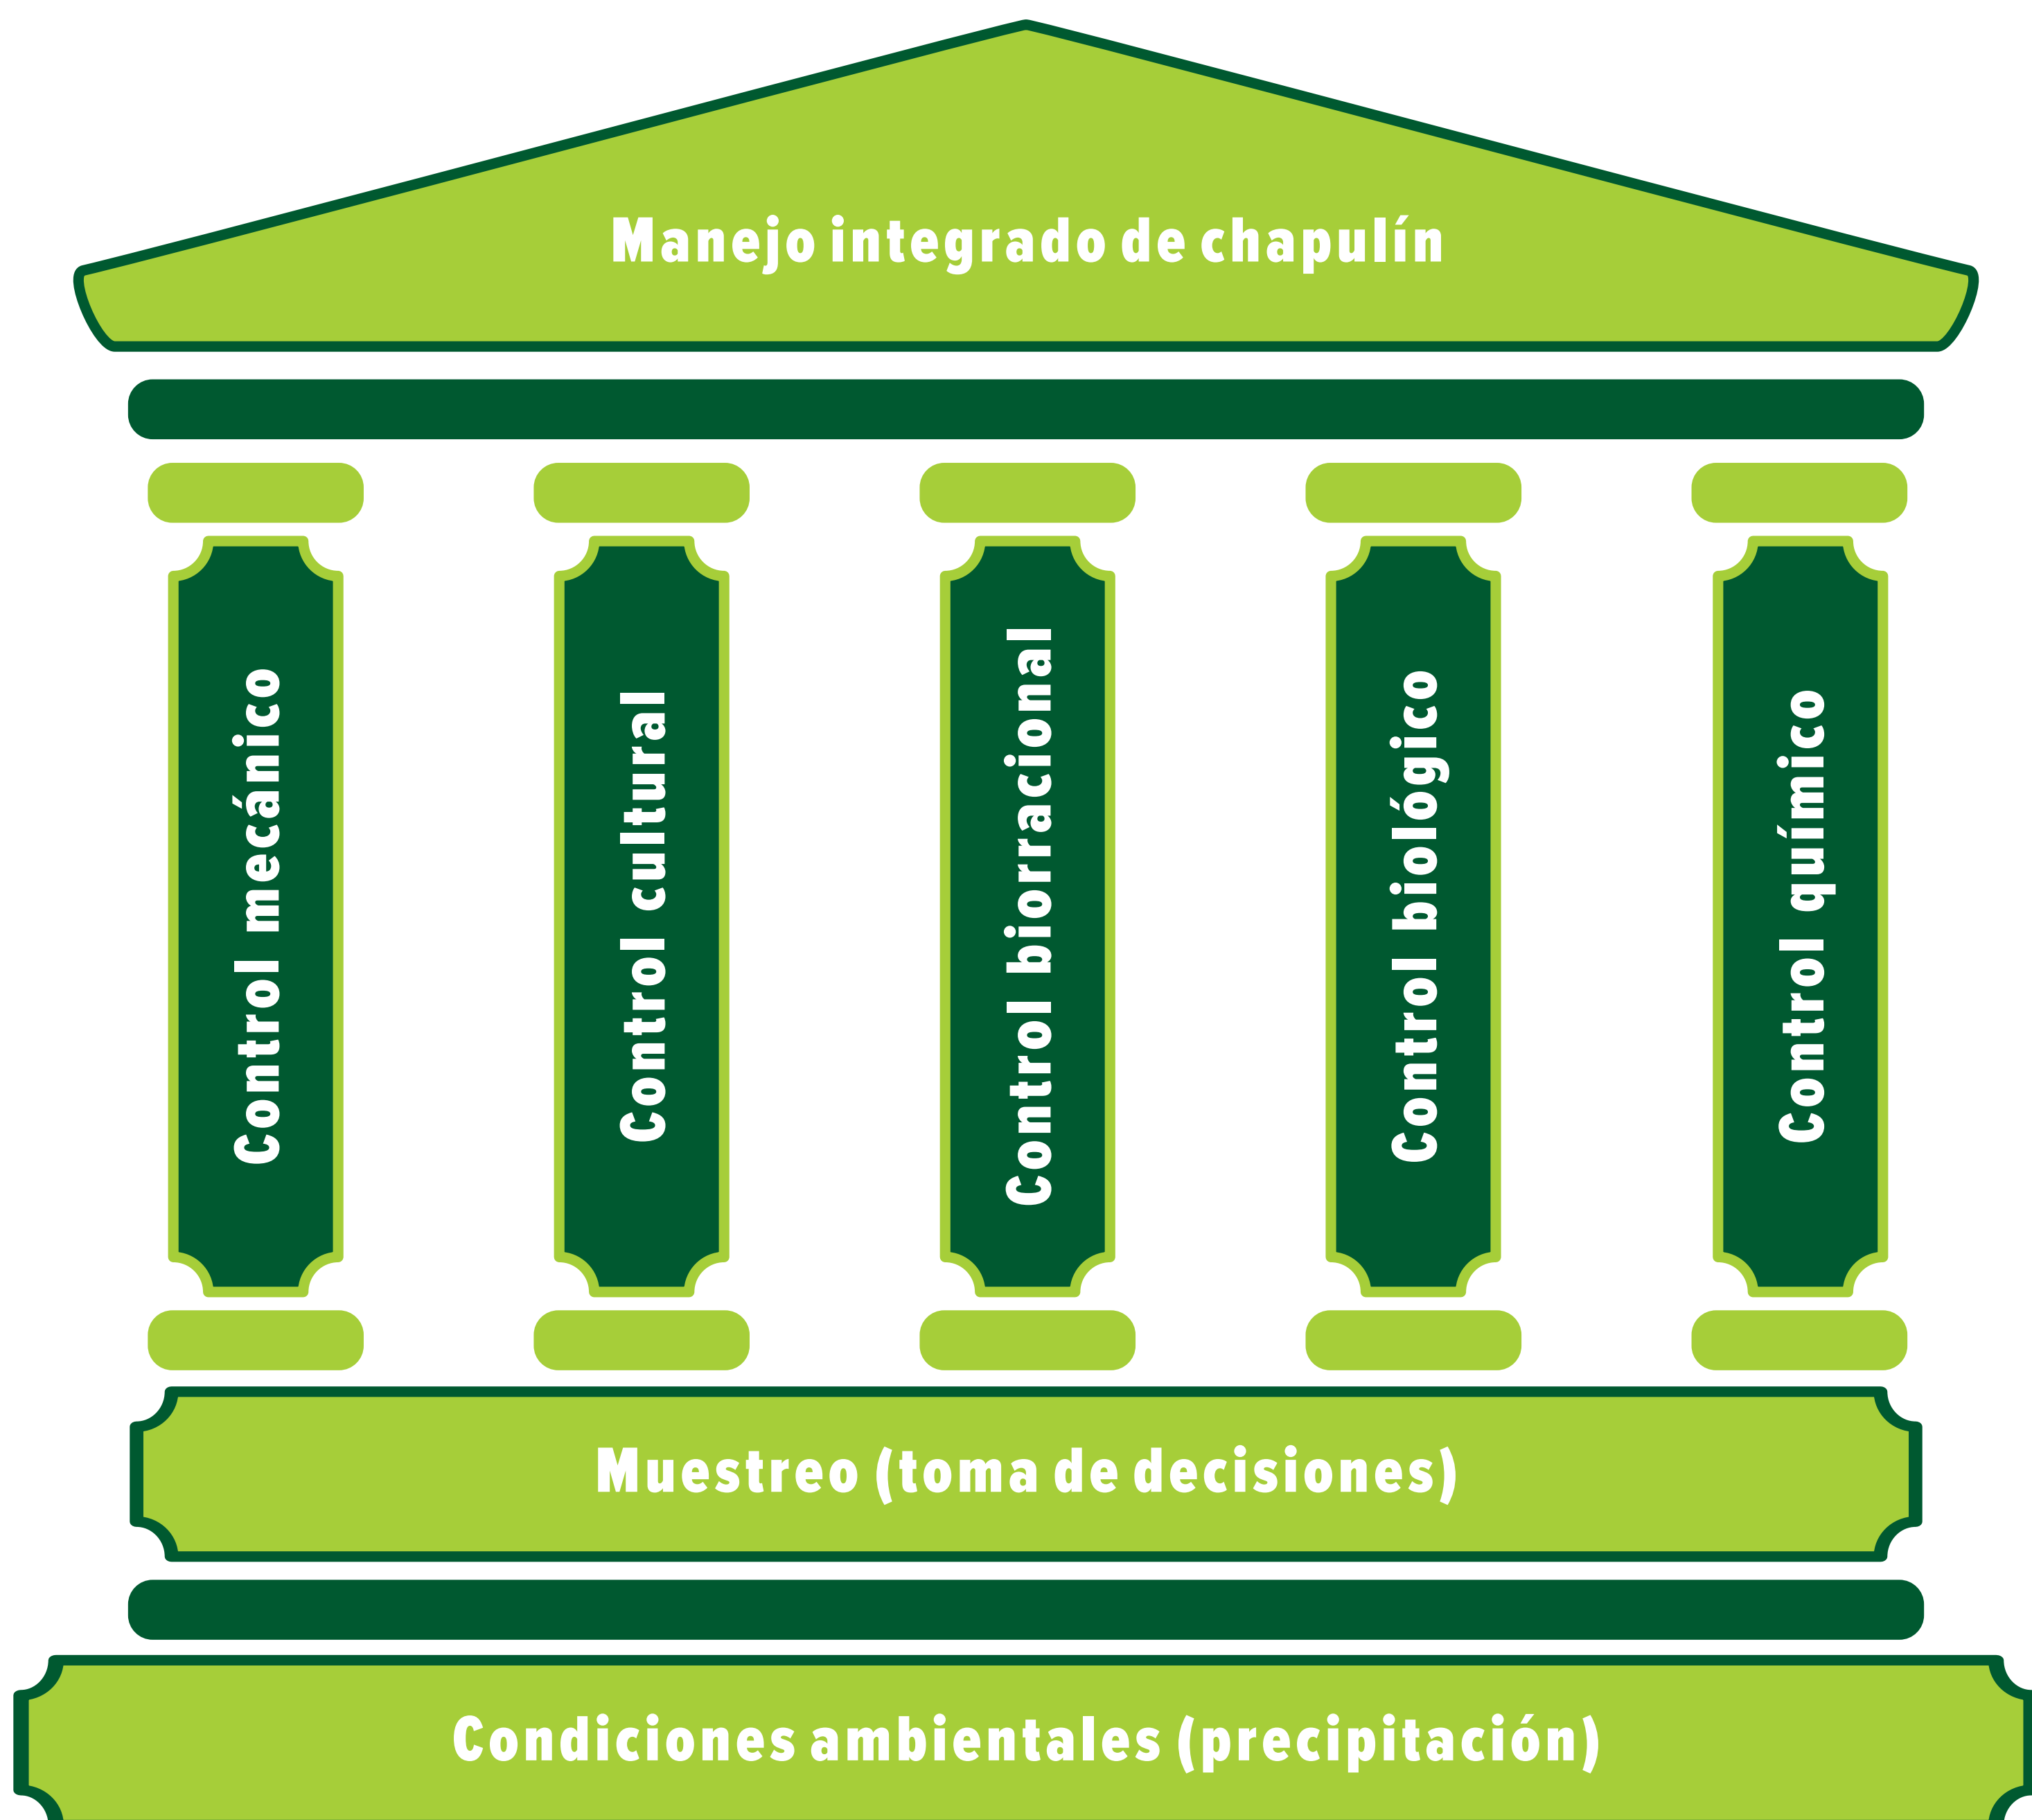 Manejo integrado de chapulín
Control mecánico
Control cultural
Control biorracional
Control biológico
Control químico
Muestreo (toma de decisiones)
Condiciones ambientales (precipitación)